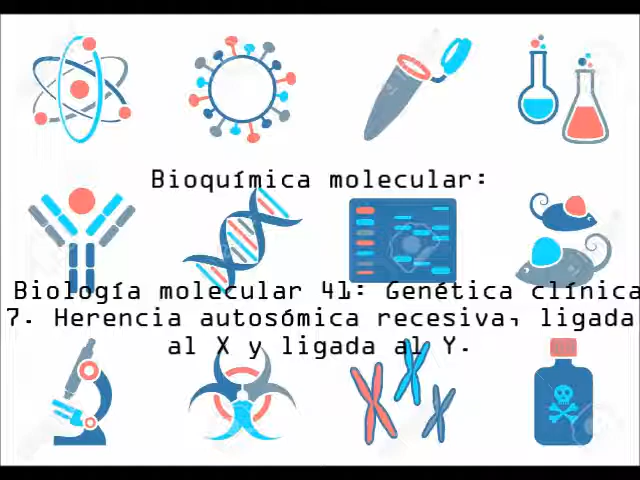 Bioquímica molecular:
Biología molecular 41: Genética clínica
7. Herencia autosómica recesiva, ligada
al X y ligada al Y.